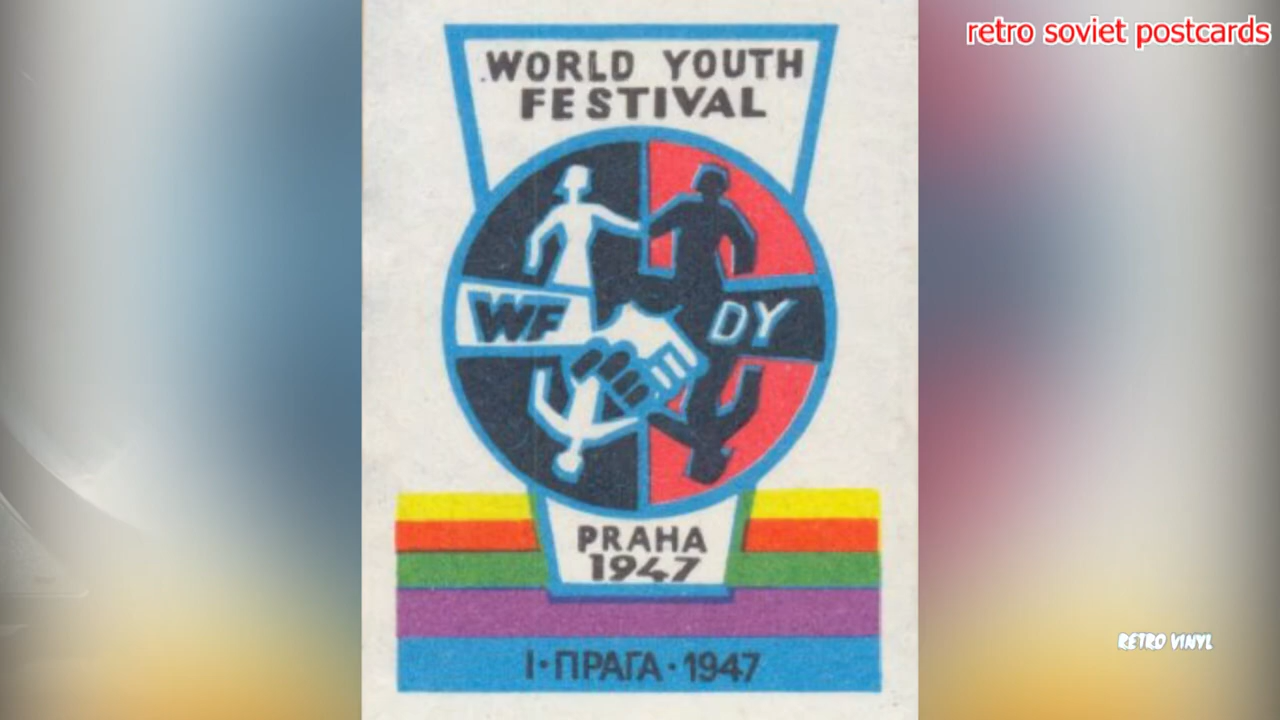 retro soviet postcards
WORLD YOUTH
FESTIVAL
WF DY
PRAHA
1947
I·ПРАГА·1947
RETRO VINYL